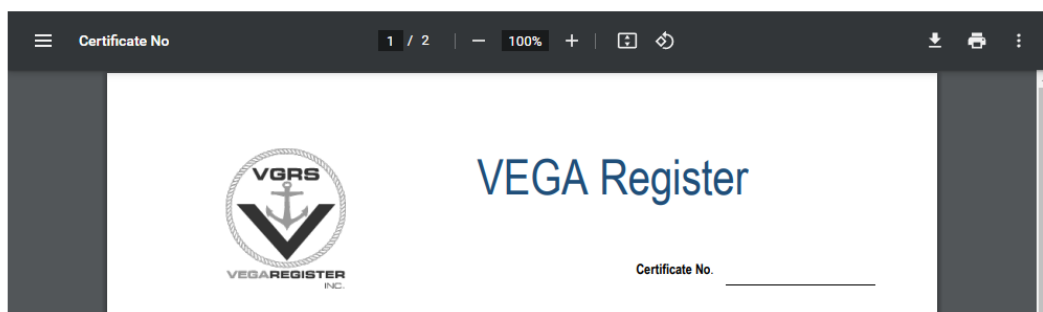 Certificate No 1 / 2 | — 100% + |
VEGA Register
VGRS
VEGAREGISTER
INC.
Certificate No.